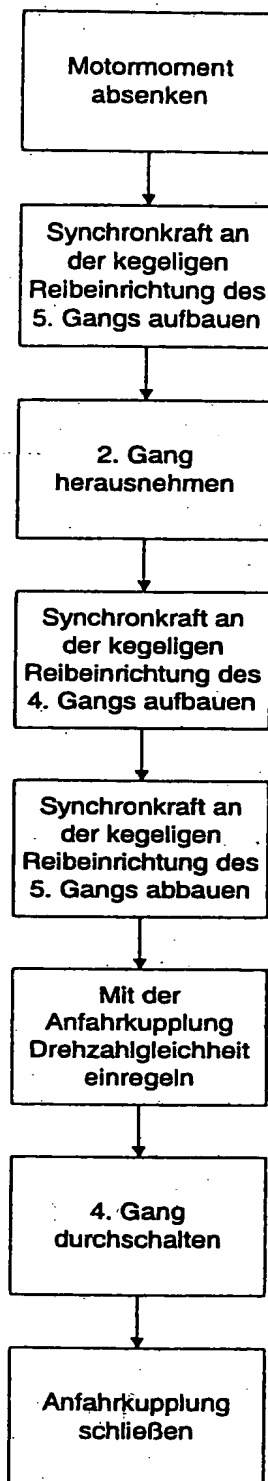 Motormoment
absenken
Synchronkraft an
der kegeligen
Reibeinrichtung des
5. Gangs aufbauen
2. Gang
herausnehmen
Synchronkraft an
der kegeligen
Reibeinrichtung des
4. Gangs aufbauen
Synchronkraft an
der kegeligen
Reibeinrichtung des
5. Gangs abbauen
Mit der
Anfahrkupplung
Drehzahlgleichheit
einregeln
4. Gang
durchschalten
Anfahrkupplung
schließen